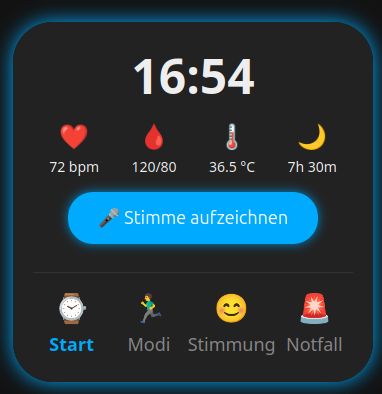 16:54
72 bpm 120/80 36.5 °C 7h 30m
Stimme aufzeichnen
Start Modi Stimmung Notfall